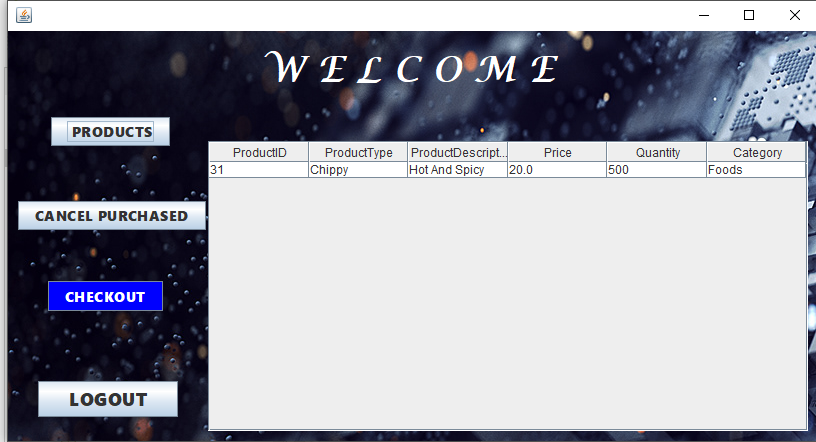 W E L C O M E
PRODUCTS
ProductID ProductType ProductDescript... Price Quantity Category
31 Chippy Hot And Spicy 20.0 500 Foods
CANCEL PURCHASED
CHECKOUT
LOGOUT